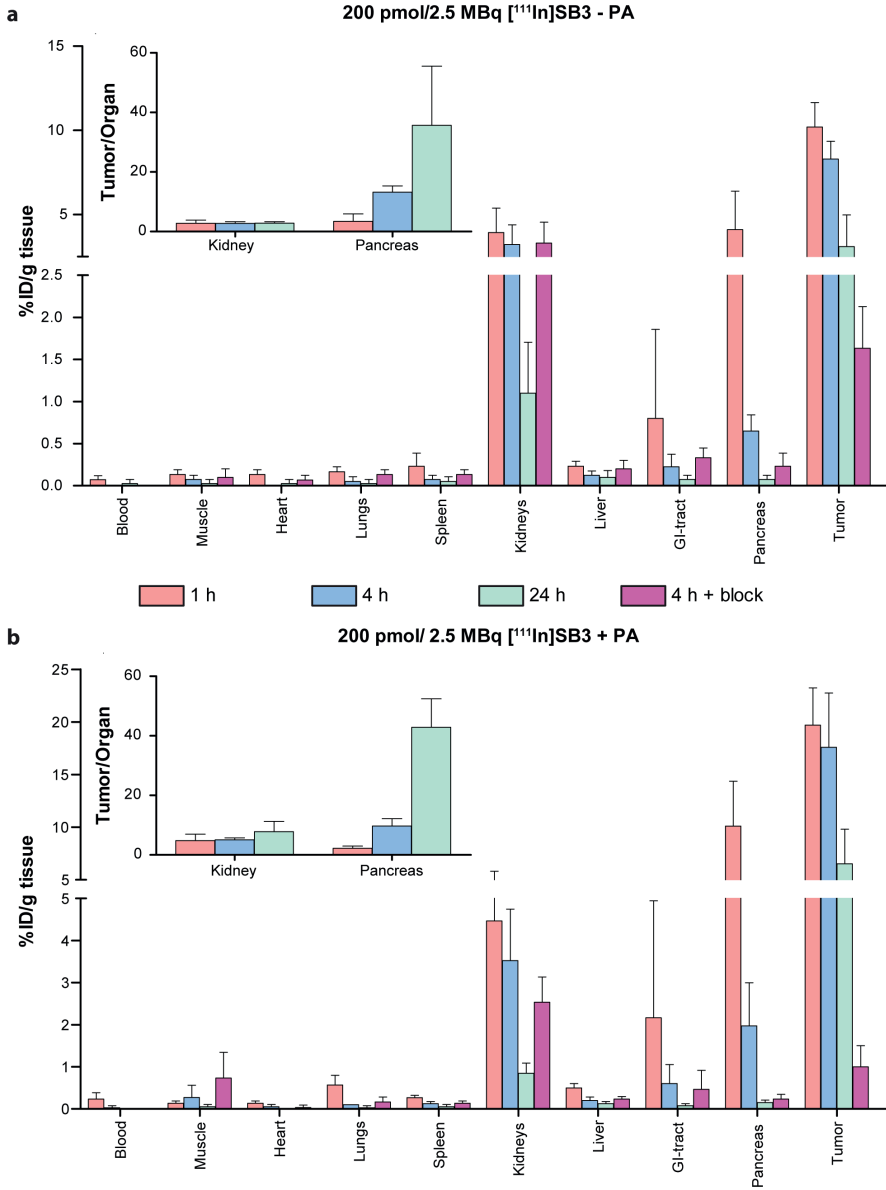 a
200 pmol/2.5 MBq [¹¹¹In]SB3 - PA
15
10
5
2.5
2.0
1.5
1.0
0.5
0.0
%ID/g tissue
60
40
20
0
Tumor/Organ
Kidney
Pancreas
Blood
Muscle
Heart
Lungs
Spleen
Kidneys
Liver
GI-tract
Pancreas
Tumor
1 h
4 h
24 h
4 h + block
b
200 pmol/ 2.5 MBq [¹¹¹In]SB3 + PA
25
20
15
10
5
5
4
3
2
1
0
%ID/g tissue
60
40
20
0
Tumor/Organ
Kidney
Pancreas
Blood
Muscle
Heart
Lungs
Spleen
Kidneys
Liver
GI-tract
Pancreas
Tumor